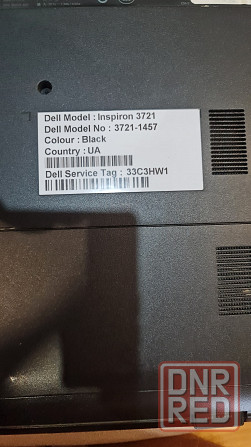 Dell Model : Inspiron 3721
Dell Model No : 3721-1457
Colour : Black
Country : UA
Dell Service Tag : 33C3HW1
DNR
RED